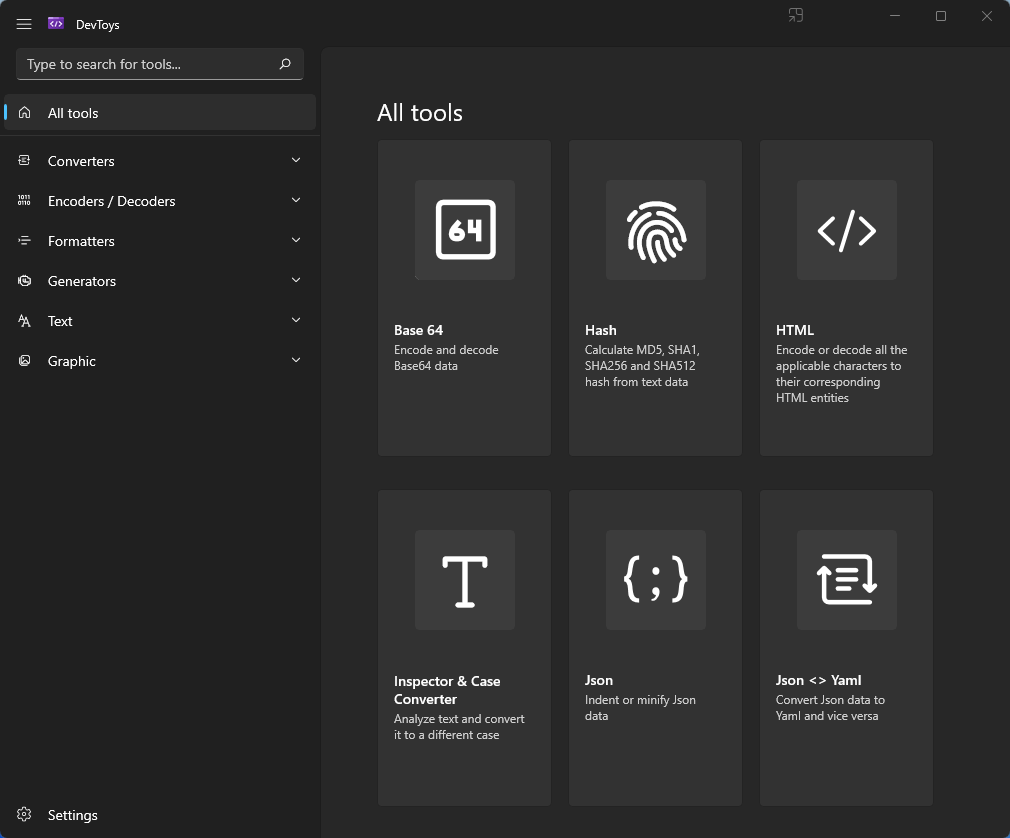 DevToys
Type to search for tools...
All tools
Converters
Encoders / Decoders
Formatters
Generators
Text
Graphic
Settings
All tools
64
Base 64
Encode and decode
Base64 data
Hash
Calculate MD5, SHA1,
SHA256 and SHA512
hash from text data
</>
HTML
Encode or decode all the
applicable characters to
their corresponding
HTML entities
T
Inspector & Case
Converter
Analyze text and convert
it to a different case
{;}
Json
Indent or minify Json
data
Json <> Yaml
Convert Json data to
Yaml and vice versa